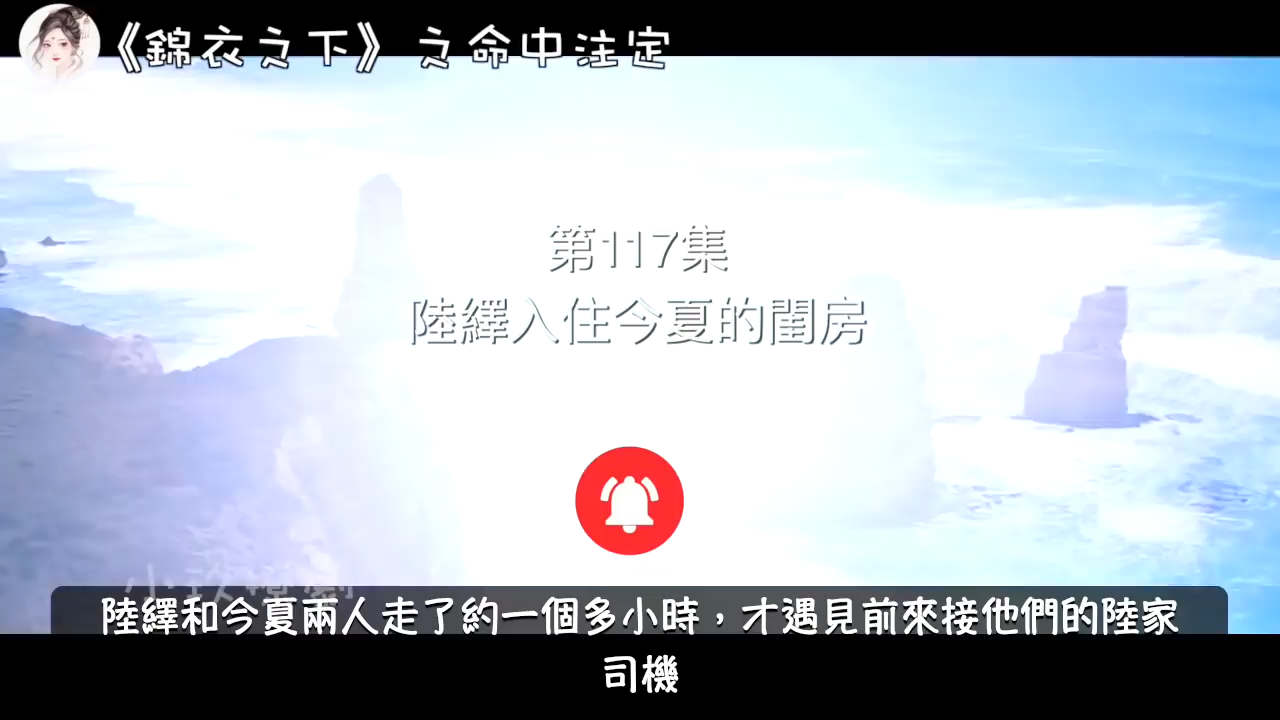 《錦衣之下》之命中注定
第117集
陸繹入住今夏的閨房
陸繹和今夏兩人走了約一個多小時，才遇見前來接他們的陸家
司機